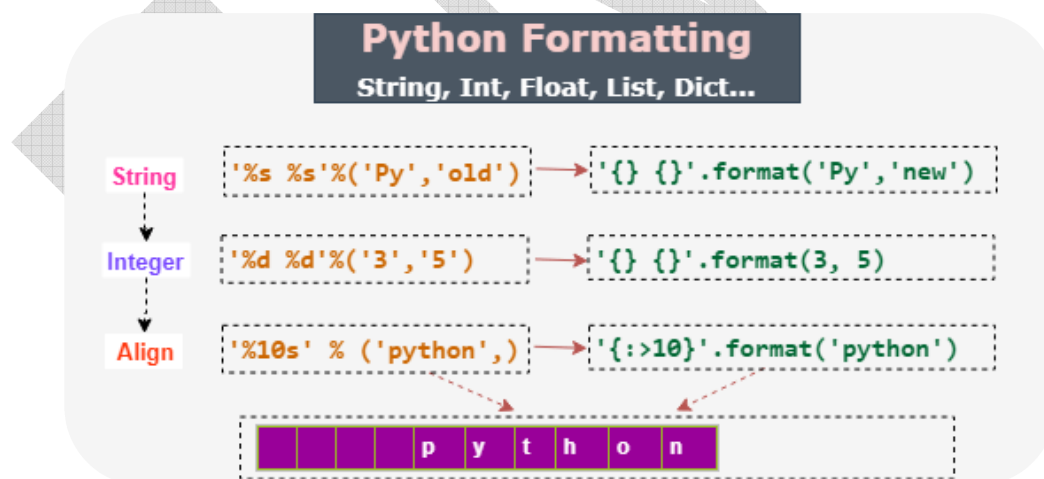 Python Formatting
String, Int, Float, List, Dict...
String
'%s %s'%('Py','old')
'{} {}'.format('Py','new')
Integer
'%d %d'%('3','5')
'{} {}'.format(3, 5)
Align
'%10s' % ('python',)
'{:>10}'.format('python')
p y t h o n